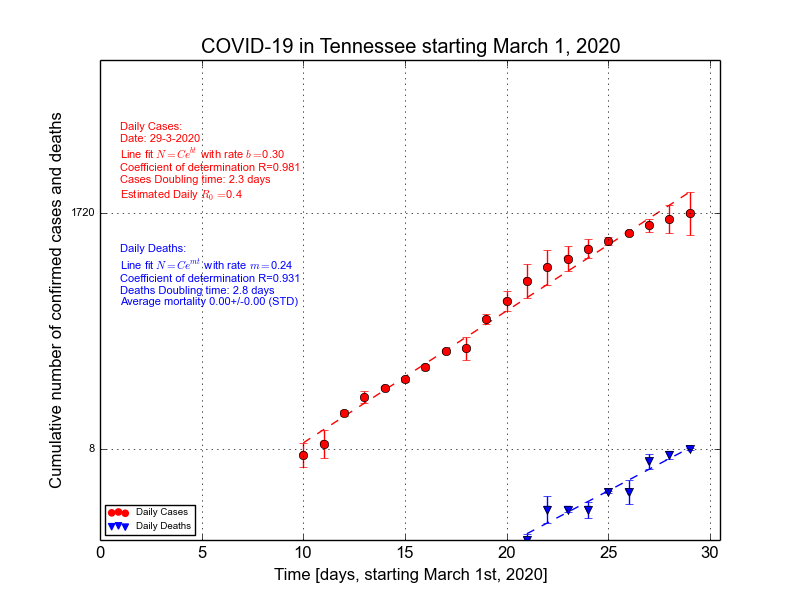 COVID-19 in Tennessee starting March 1, 2020
Cumulative number of confirmed cases and deaths
Daily Cases:
Date: 29-3-2020
Line fit N = Ce^{bt} with rate b =0.30
Coefficient of determination R=0.981
Cases Doubling time: 2.3 days
Estimated Daily R_0 =0.4
1720
Daily Deaths:
Line fit N = Ce^{mt} with rate m =0.24
Coefficient of determination R=0.931
Deaths Doubling time: 2.8 days
Average mortality 0.00+/-0.00 (STD)
8
Daily Cases
Daily Deaths
0 5 10 15 20 25 30
Time [days, starting March 1st, 2020]